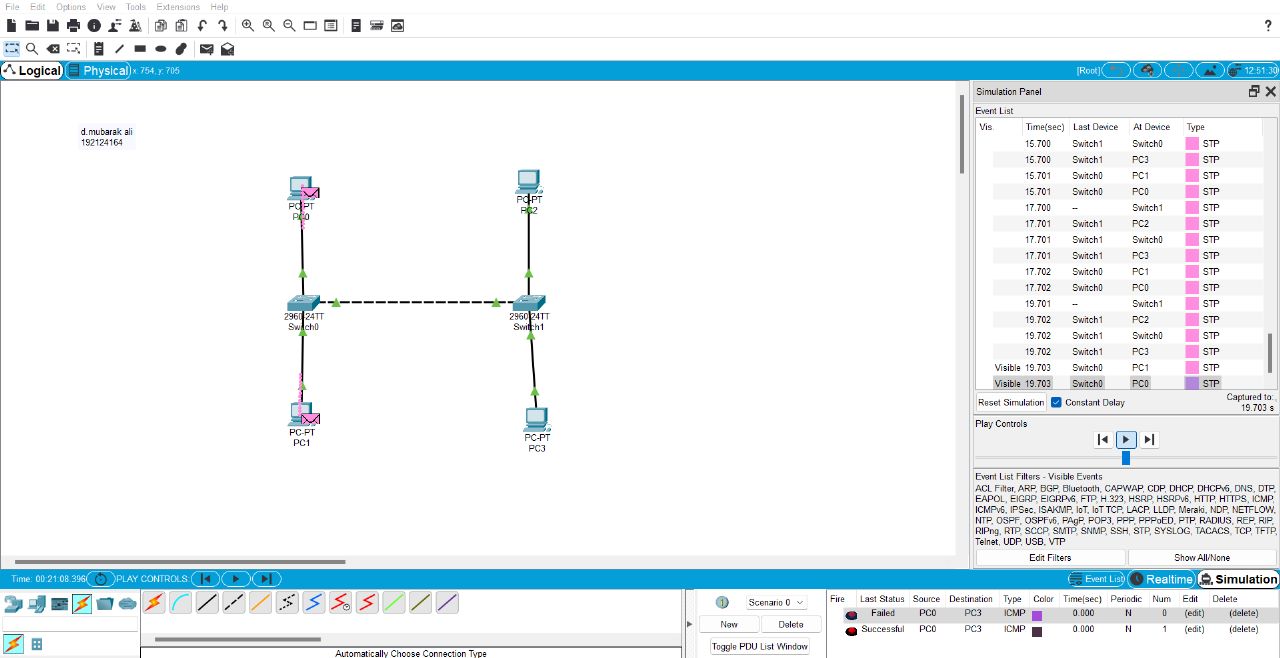 File Edit Options View Tools Extensions Help
?
Logical Physical x: 754, y: 705 [Root] 12:51:30
d.mubarak ali
192124164
PC-PT
PC0
PC-PT
PC2
2960-24TT
Switch0
2960-24TT
Switch1
PC-PT
PC1
PC-PT
PC3
Simulation Panel
Event List
Vis. Time(sec) Last Device At Device Type
15.700 Switch1 Switch0 STP
15.700 Switch1 PC3 STP
15.701 Switch0 PC1 STP
15.701 Switch0 PC0 STP
17.700 -- Switch1 STP
17.701 Switch1 PC2 STP
17.701 Switch1 Switch0 STP
17.701 Switch1 PC3 STP
17.702 Switch0 PC1 STP
17.702 Switch0 PC0 STP
19.701 -- Switch1 STP
19.702 Switch1 PC2 STP
19.702 Switch1 Switch0 STP
19.702 Switch1 PC3 STP
Visible 19.703 Switch0 PC1 STP
Visible 19.703 Switch0 PC0 STP
Reset Simulation Constant Delay Captured to:
19.703 s
Play Controls
Event List Filters - Visible Events
ACL Filter, ARP, BGP, Bluetooth, CAPWAP, CDP, DHCP, DHCPv6, DNS, DTP,
EAPOL, EIGRP, EIGRPv6, FTP, H.323, HSRP, HSRPv6, HTTP, HTTPS, ICMP,
ICMPv6, IPSec, ISAKMP, IoT, IoT TCP, LACP, LLDP, Meraki, NDP, NETFLOW,
NTP, OSPF, OSPFv6, PAgP, POP3, PPP, PPPoED, PTP, RADIUS, REP, RIP,
RIPng, RTP, SCCP, SMTP, SNMP, SSH, STP, SYSLOG, TACACS, TCP, TFTP,
Telnet, UDP, USB, VTP
Edit Filters Show All/None
Time: 00:21:08.396 PLAY CONTROLS: Event List Realtime Simulation
Automatically Choose Connection Type
Scenario 0
New Delete
Toggle PDU List Window
Fire Last Status Source Destination Type Color Time(sec) Periodic Num Edit Delete
Failed PC0 PC3 ICMP 0.000 N 0 (edit) (delete)
Successful PC0 PC3 ICMP 0.000 N 1 (edit) (delete)